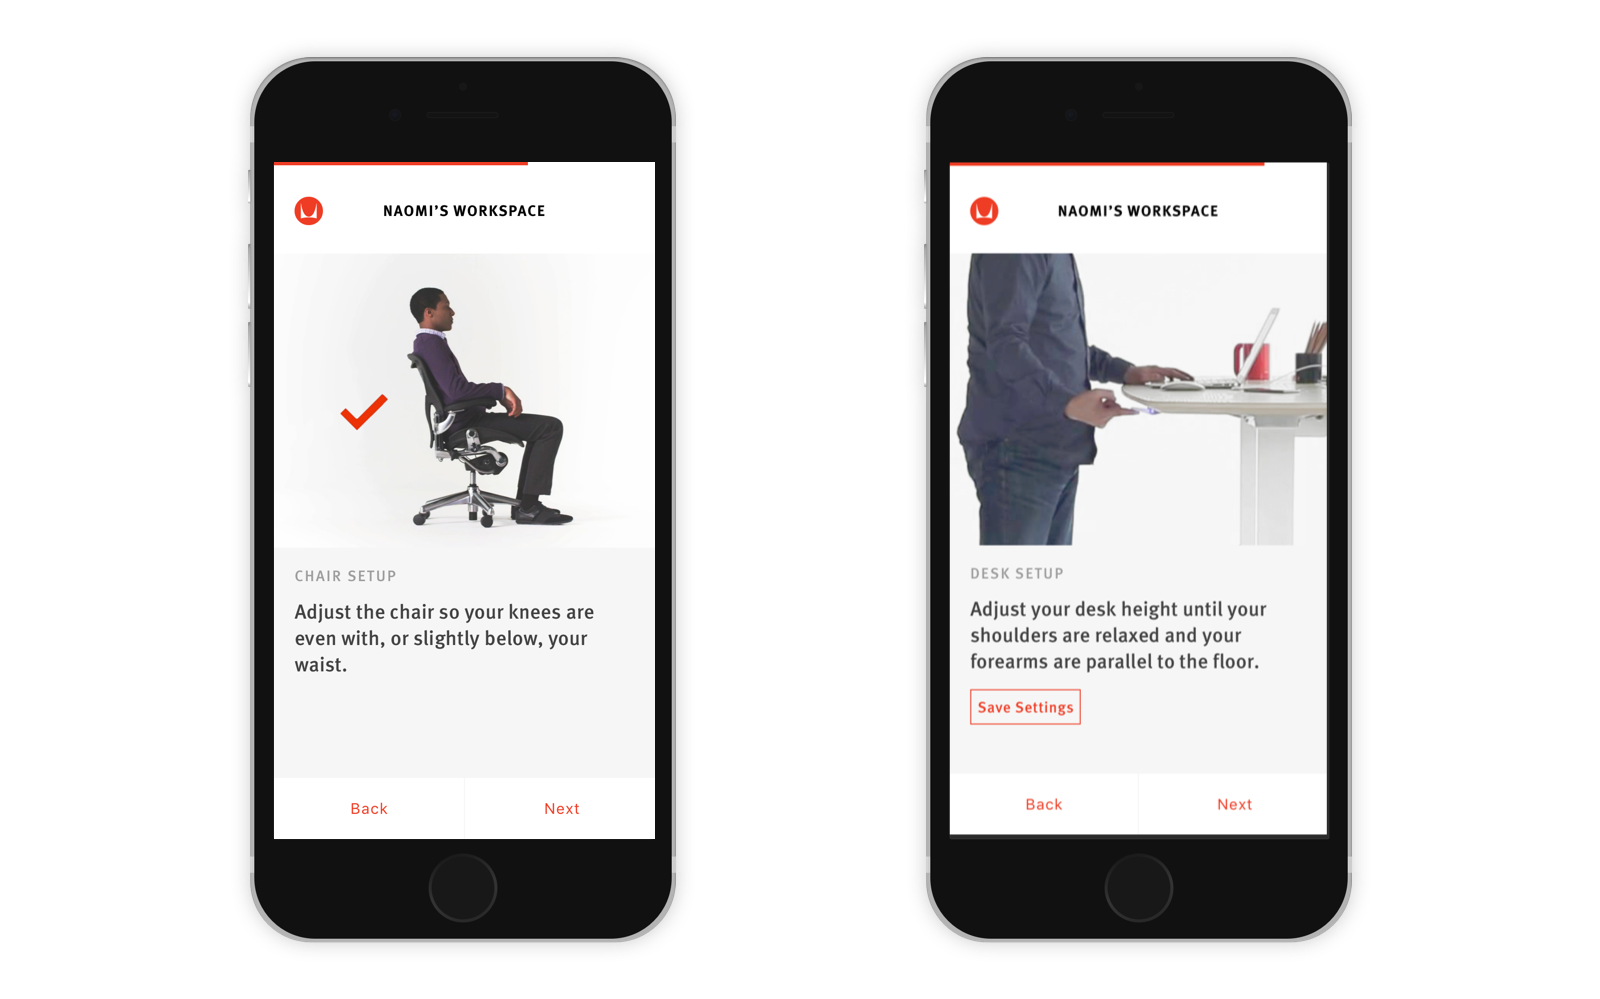 NAOMI'S WORKSPACE
CHAIR SETUP
Adjust the chair so your knees are
even with, or slightly below, your
waist.
Back
Next
NAOMI'S WORKSPACE
DESK SETUP
Adjust your desk height until your
shoulders are relaxed and your
forearms are parallel to the floor.
Save Settings
Back
Next